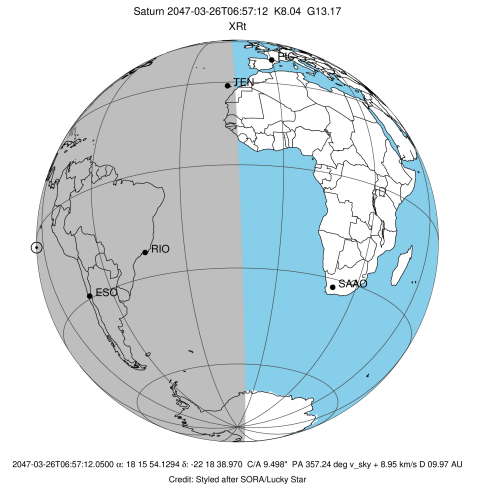 Saturn 2047-03-26T06:57:12 K8.04 G13.17
XRt
PIC
TEN
RIO
SAAO
ESO
2047-03-26T06:57:12.0500 α: 18 15 54.1294 δ: -22 18 38.970 C/A 9.498" PA 357.24 deg v_sky + 8.95 km/s D 09.97 AU
Credit: Styled after SORA/Lucky Star